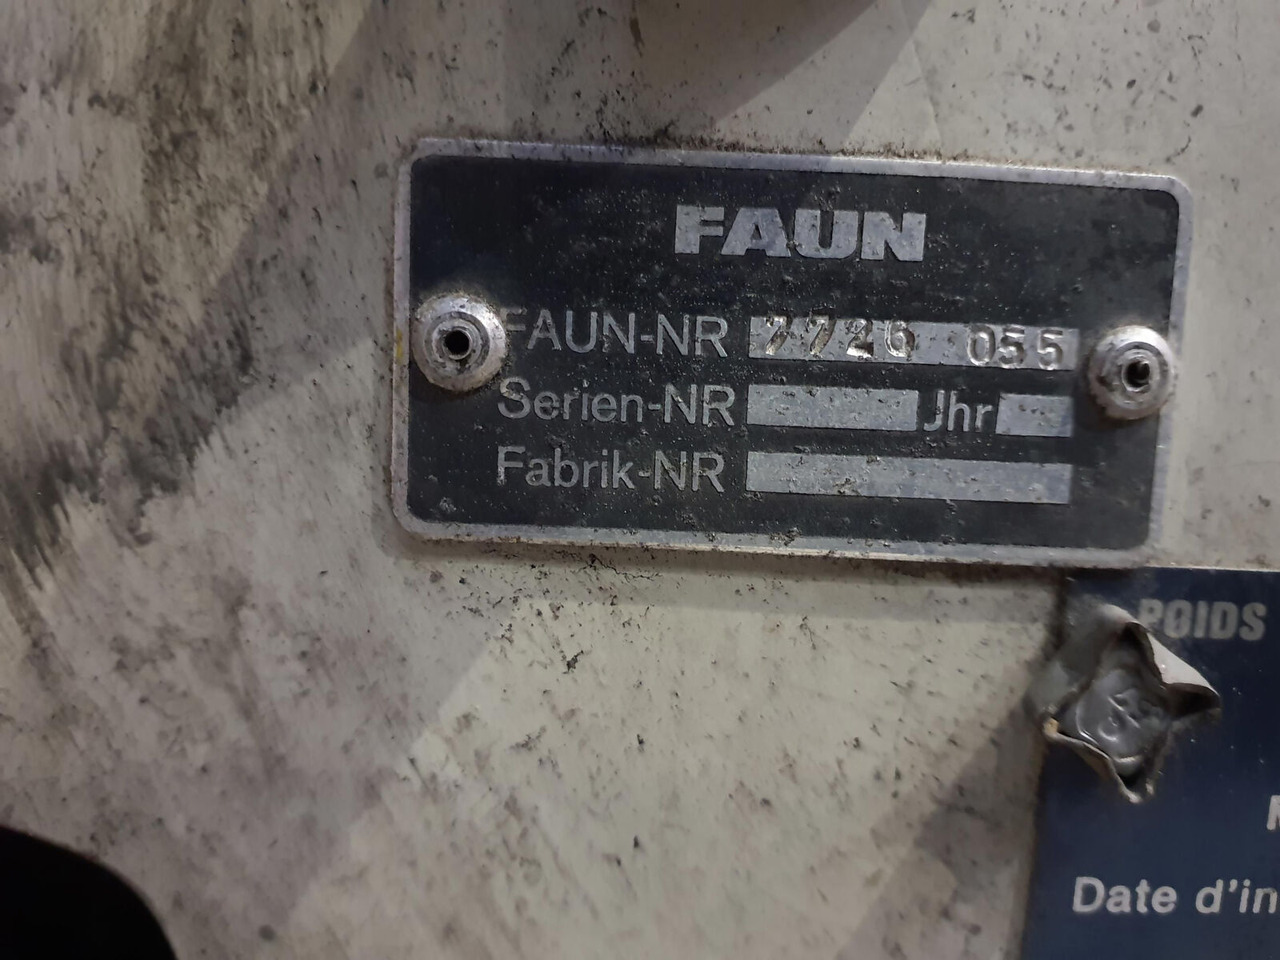 FAUN
FAUN-NR 7726 055
Serien-NR Jhr
Fabrik-NR
POIDS
Date d'in